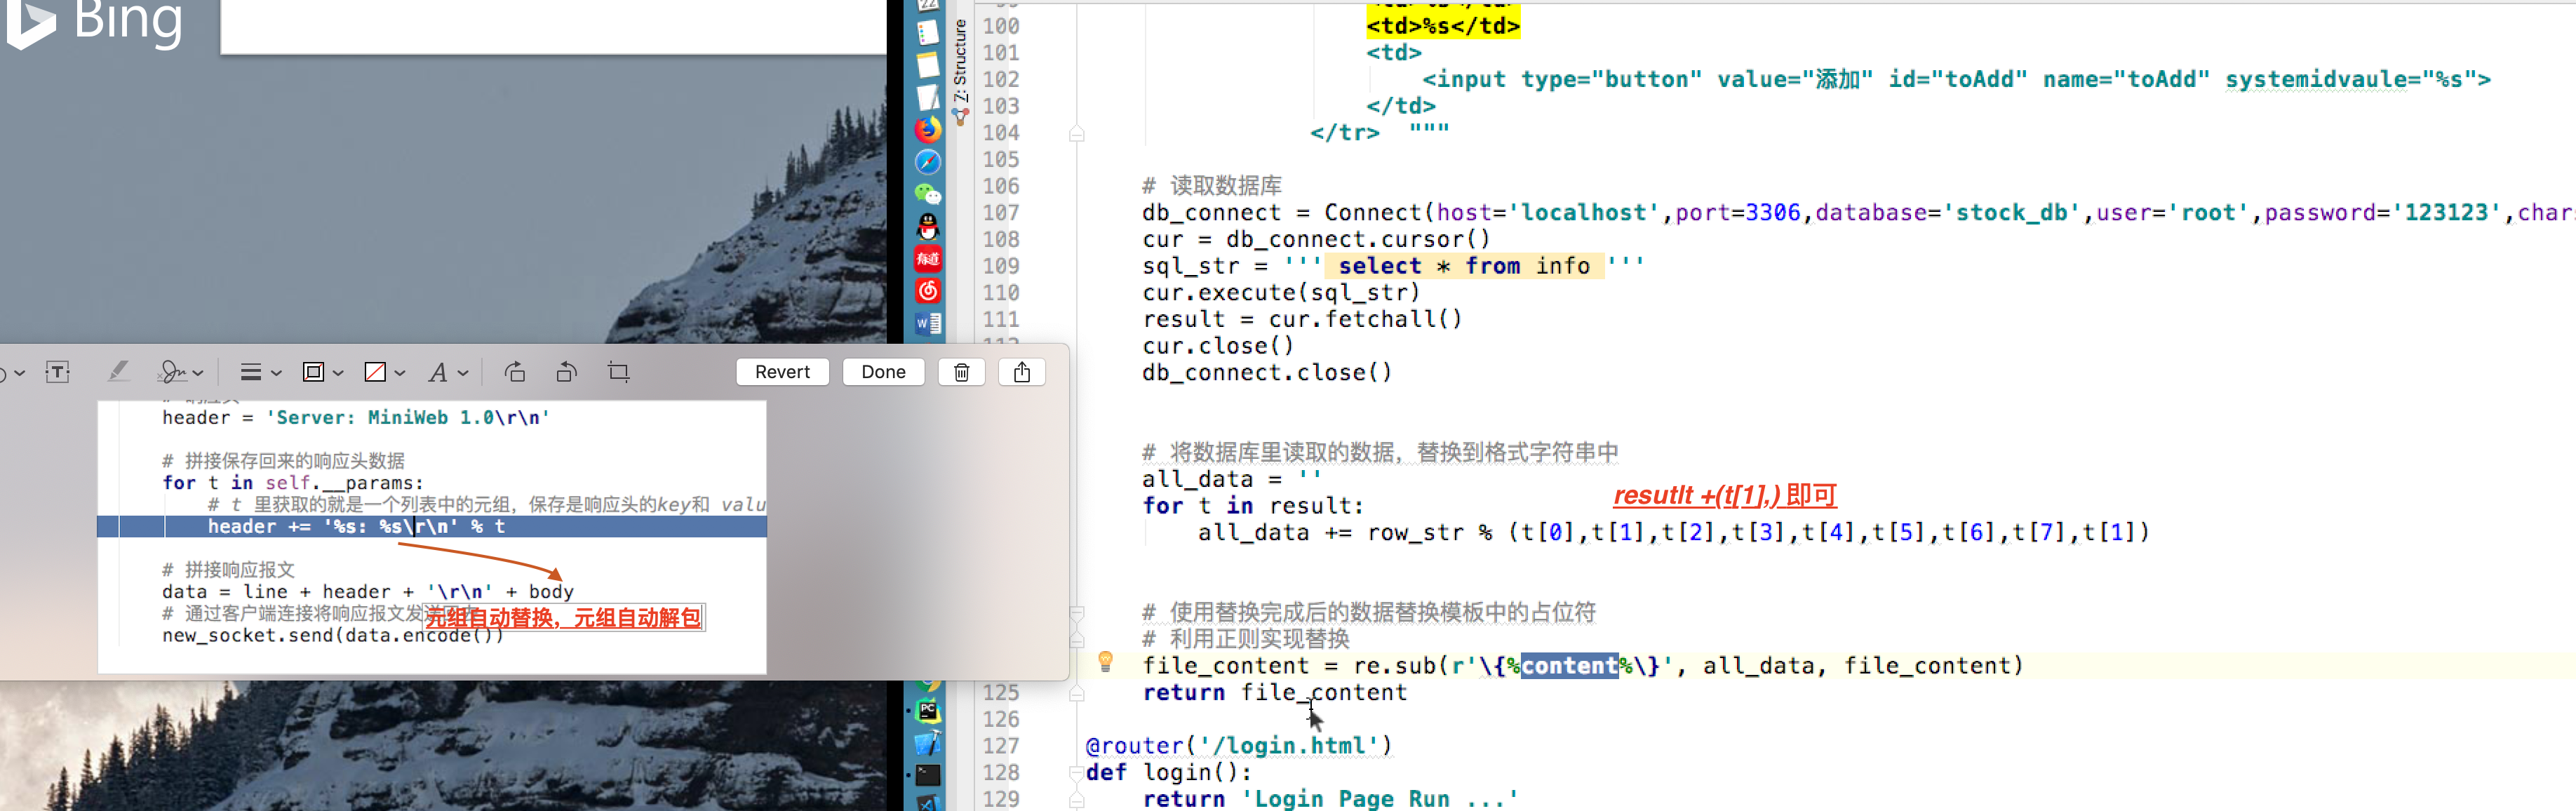 Bing
22
7: Structure
100 <td>%s</td>
101 <td>
102 <input type="button" value="添加" id="toAdd" name="toAdd" systemidvaule="%s">
103 </td>
104 </tr> """
105
106 # 读取数据库
107 db_connect = Connect(host='localhost',port=3306,database='stock_db',user='root',password='123123',char
108 cur = db_connect.cursor()
109 sql_str = ''' select * from info '''
110 cur.execute(sql_str)
111 result = cur.fetchall()
cur.close()
db_connect.close()
# 将数据库里读取的数据，替换到格式字符串中
all_data = ''
resutlt +(t[1],) 即可
for t in result:
all_data += row_str % (t[0],t[1],t[2],t[3],t[4],t[5],t[6],t[7],t[1])
# 使用替换完成后的数据替换模板中的占位符
# 利用正则实现替换
file_content = re.sub(r'\{%content%\}', all_data, file_content)
125 return file_content
126
127 @router('/login.html')
128 def login():
129 return 'Login Page Run ...'
有道
W
PC
Revert
Done
header = 'Server: MiniWeb 1.0\r\n'
# 拼接保存回来的响应头数据
for t in self.__params:
# t 里获取的就是一个列表中的元组，保存是响应头的key和 valu
header += '%s: %s\r\n' % t
# 拼接响应报文
data = line + header + '\r\n' + body
# 通过客户端连接将响应报文发
元组自动替换，元组自动解包
new_socket.send(data.encode())